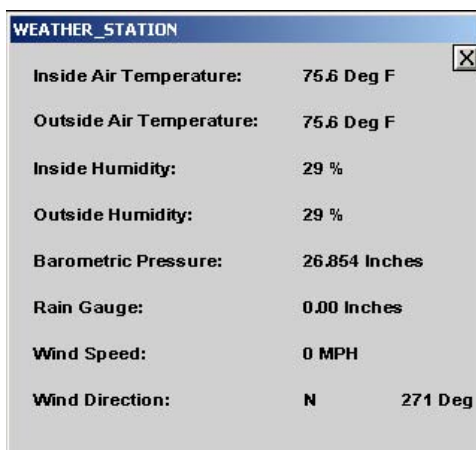 WEATHER_STATION
X
Inside Air Temperature: 75.6 Deg F
Outside Air Temperature: 75.6 Deg F
Inside Humidity: 29 %
Outside Humidity: 29 %
Barometric Pressure: 26.854 Inches
Rain Gauge: 0.00 Inches
Wind Speed: 0 MPH
Wind Direction: N 271 Deg